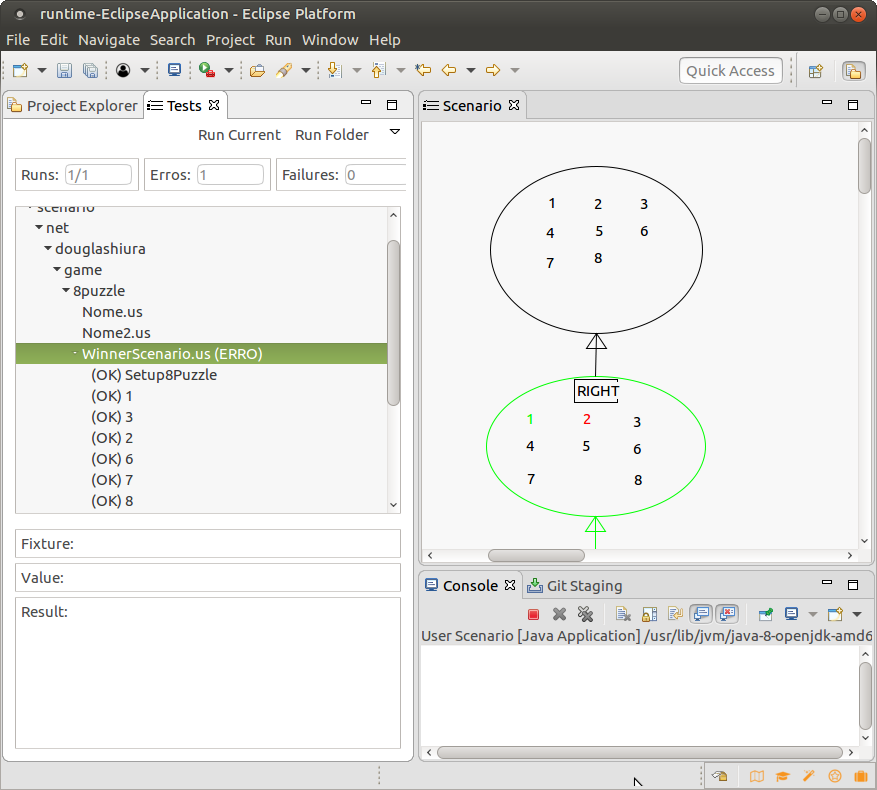 runtime-EclipseApplication - Eclipse Platform
File Edit Navigate Search Project Run Window Help
Quick Access
Project Explorer
Tests
Run Current Run Folder
Runs: 1/1
Erros: 1
Failures: 0
scenario
net
douglashiura
game
8puzzle
Nome.us
Nome2.us
WinnerScenario.us (ERRO)
(OK) Setup8Puzzle
(OK) 1
(OK) 3
(OK) 2
(OK) 6
(OK) 7
(OK) 8
Fixture:
Value:
Result:
Scenario
1 2 3
4 5 6
7 8
RIGHT
1 2 3
4 5 6
7 8
Console
Git Staging
User Scenario [Java Application] /usr/lib/jvm/java-8-openjdk-amd6